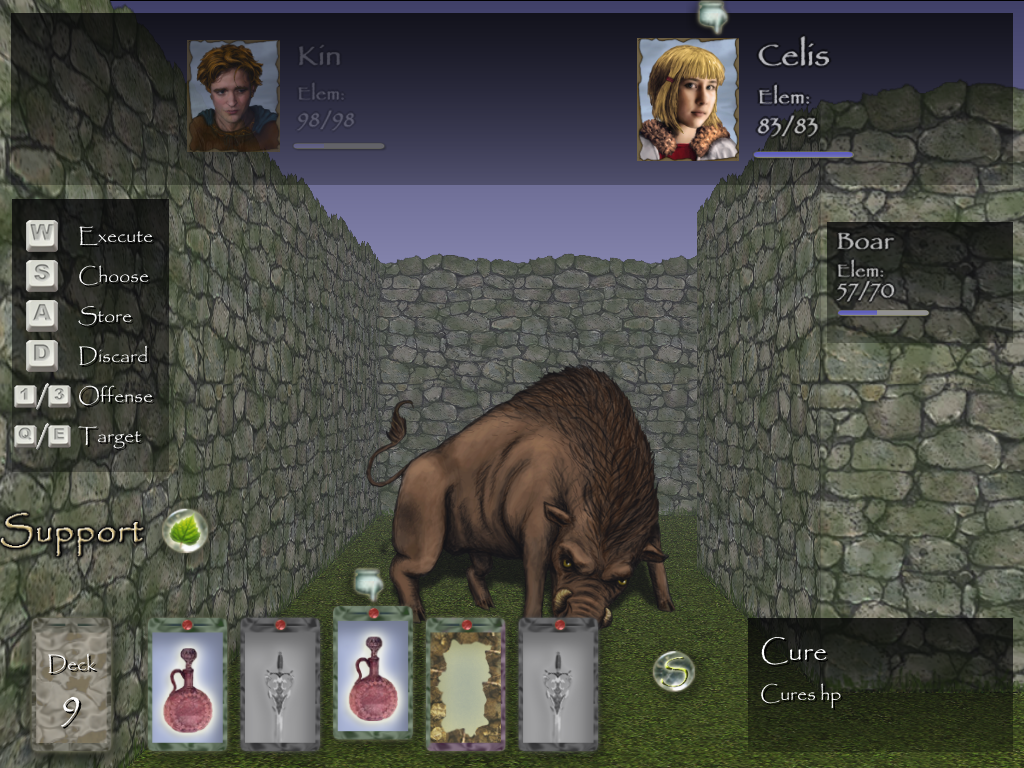 Kin
Elem:
98/98
Celis
Elem:
83/83
W Execute
S Choose
A Store
D Discard
1/3 Offense
Q/E Target
Boar
Elem:
57/70
Support
Deck
9
S
Cure
Cures hp